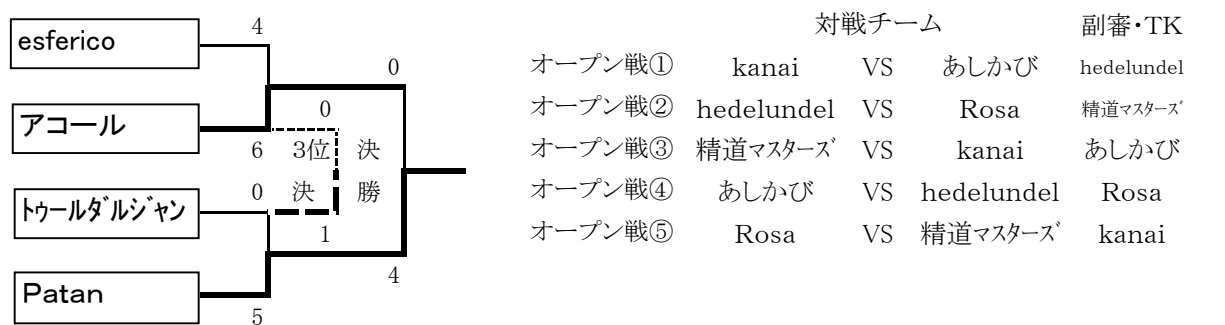 esferico
4
アコール
6
0
トゥールダルジャン
0
Patan
5
3位
決
1
決
勝
0
4
対戦チーム 副審・TK
オープン戦① kanai VS あしかび hedelundel
オープン戦② hedelundel VS Rosa 精道マスターズ
オープン戦③ 精道マスターズ VS kanai あしかび
オープン戦④ あしかび VS hedelundel Rosa
オープン戦⑤ Rosa VS 精道マスターズ kanai